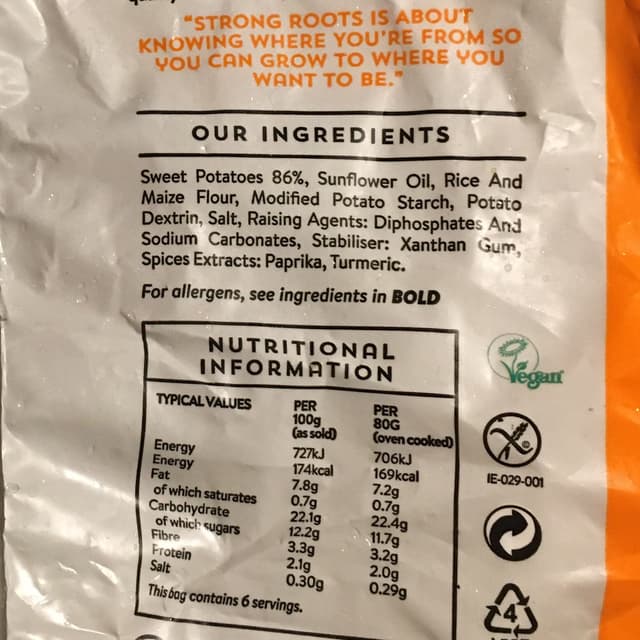 "STRONG ROOTS IS ABOUT
KNOWING WHERE YOU'RE FROM SO
YOU CAN GROW TO WHERE YOU
WANT TO BE."
OUR INGREDIENTS
Sweet Potatoes 86%, Sunflower Oil, Rice And
Maize Flour, Modified Potato Starch, Potato
Dextrin, Salt, Raising Agents: Diphosphates And
Sodium Carbonates, Stabiliser: Xanthan Gum,
Spices Extracts: Paprika, Turmeric.
For allergens, see ingredients in BOLD
NUTRITIONAL
INFORMATION
TYPICAL VALUES PER 100g (as sold) PER 80G (oven cooked)
Energy 727kJ 706kJ
Energy 174kcal 169kcal
Fat 7.8g 7.2g
of which saturates 0.7g 0.7g
Carbohydrate 22.1g 22.4g
of which sugars 12.2g 11.7g
Fibre 3.3g 3.2g
Protein 2.1g 2.0g
Salt 0.30g 0.29g
This bag contains 6 servings.
Vegan
IE-029-001
4